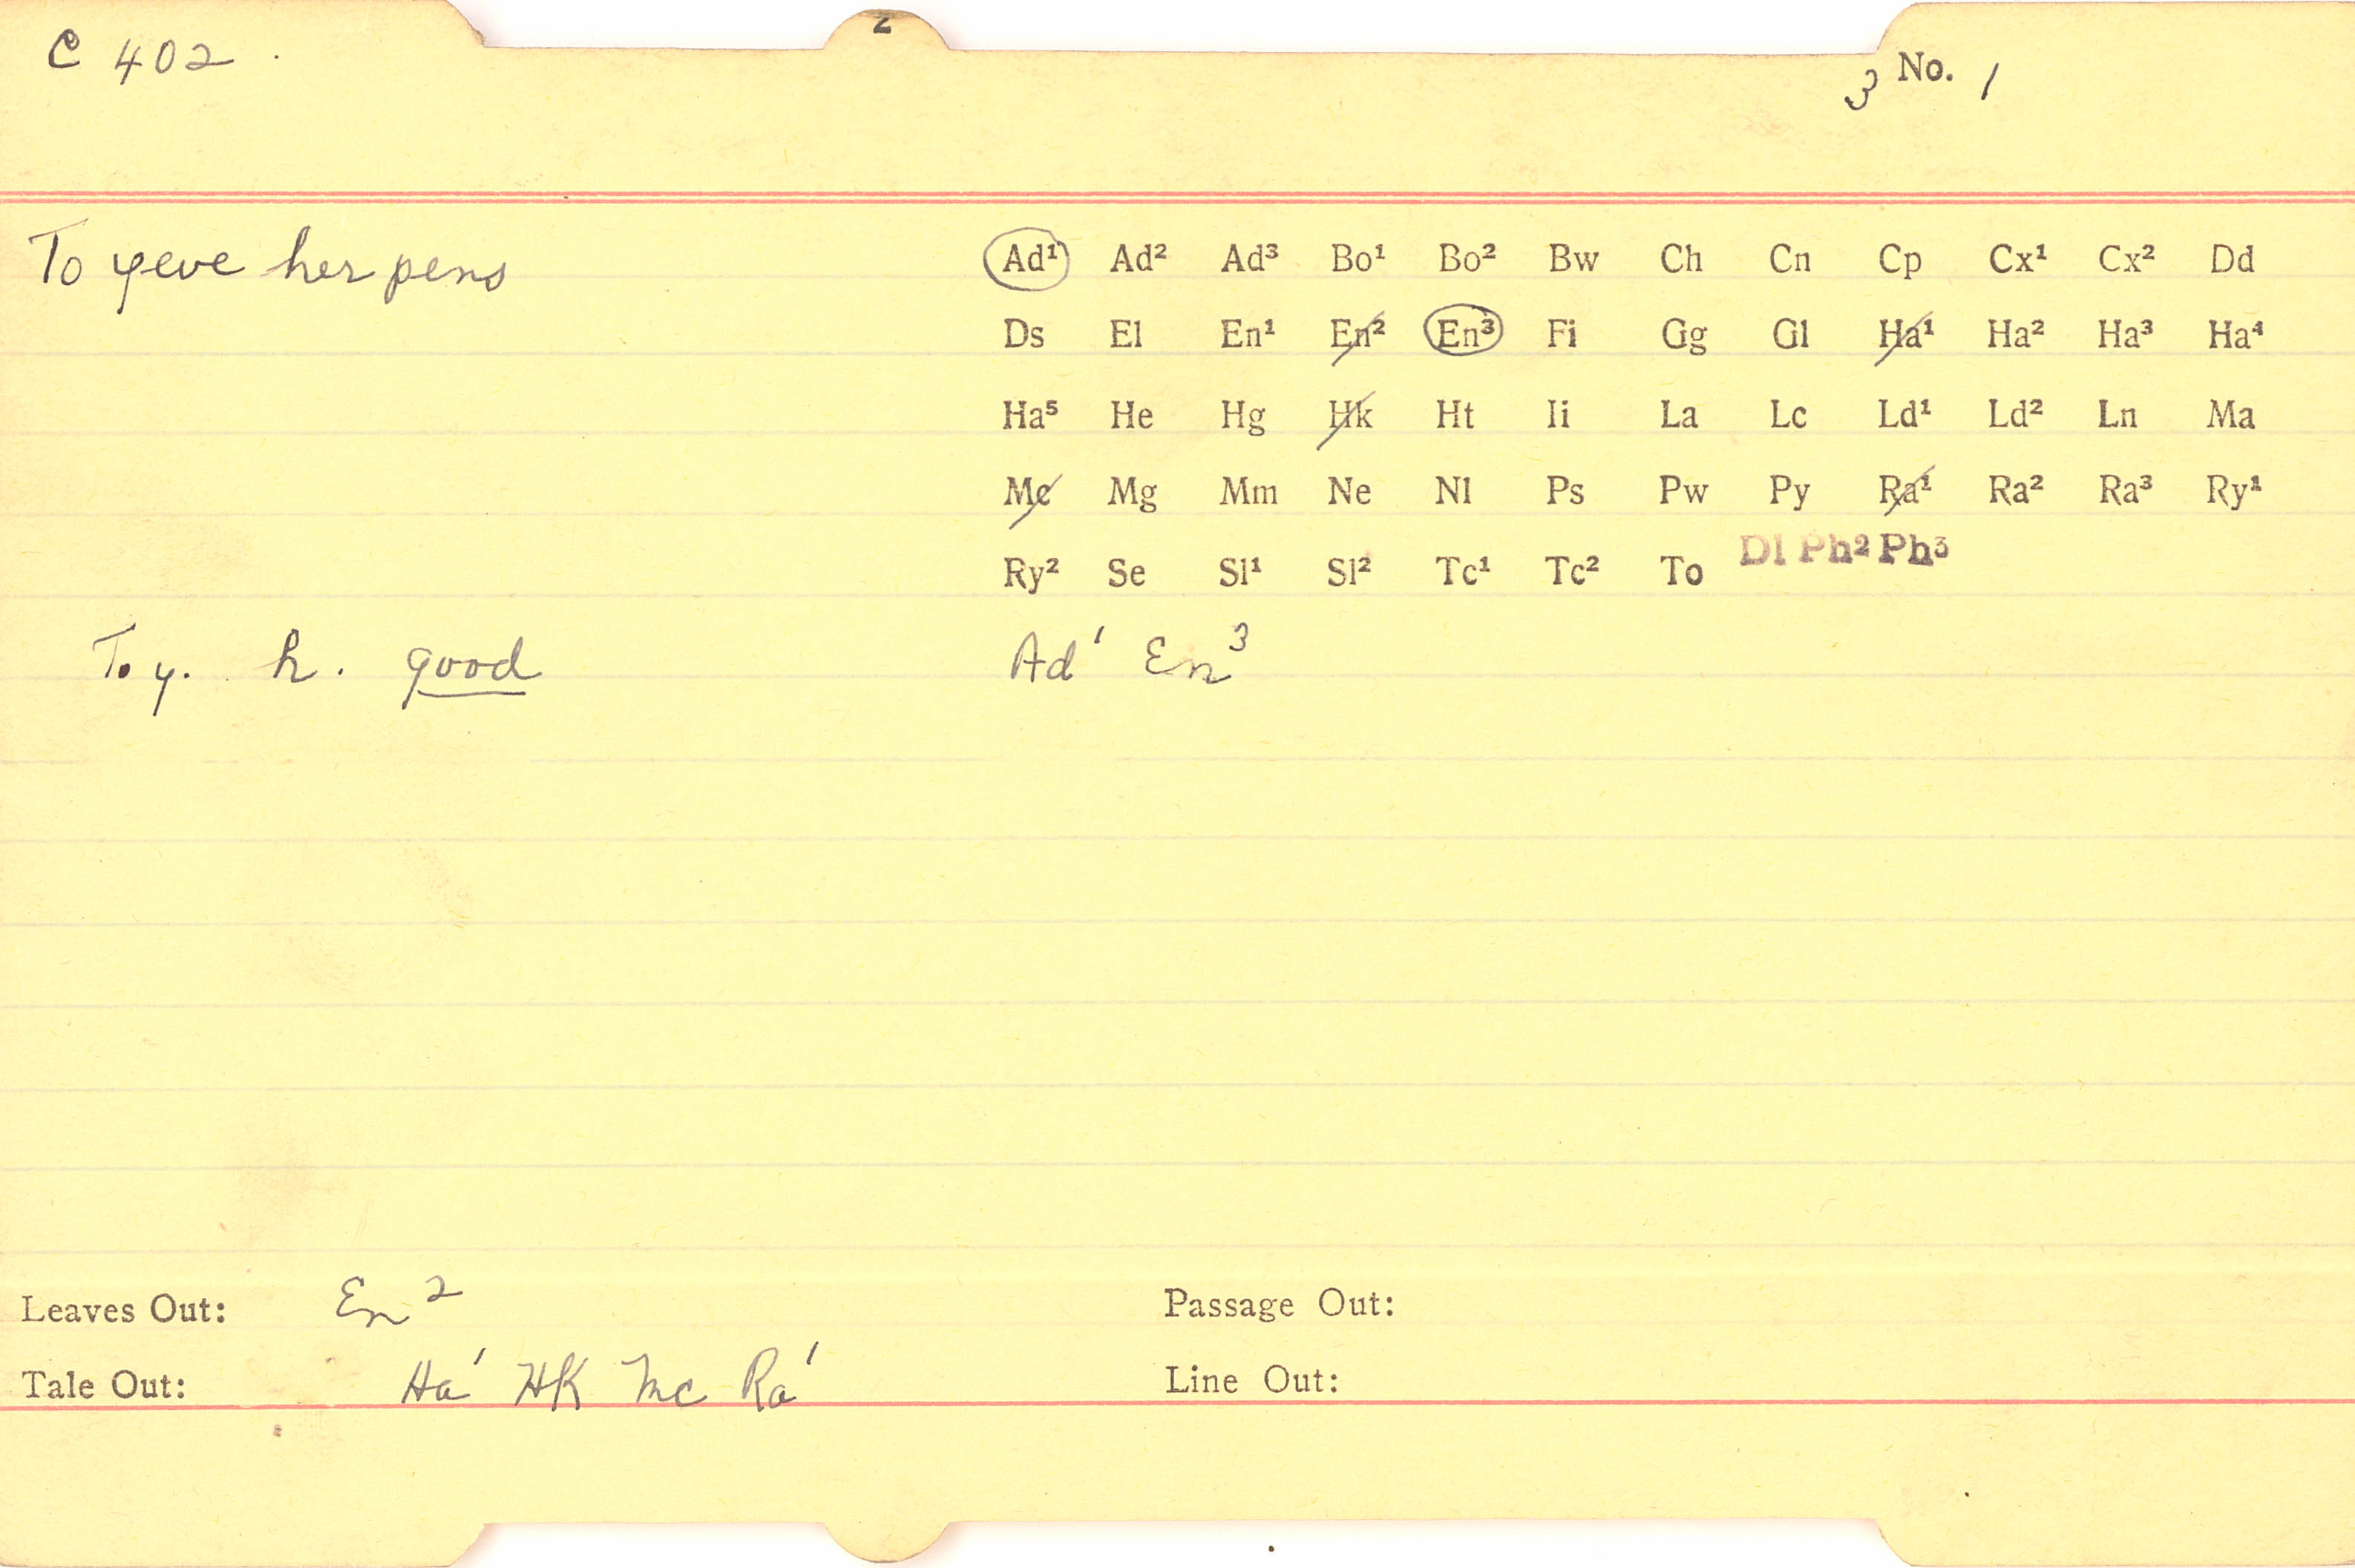 2
C 402 .
3 No. 1
To yeve her pens
Ad¹ Ad² Ad³ Bo¹ Bo² Bw Ch Cn Cp Cx¹ Cx² Dd
Ds El En¹ En² En³ Fi Gg Gl Ha¹ Ha² Ha³ Ha⁴
Ha⁵ He Hg Hk Ht Ii La Lc Ld¹ Ld² Ln Ma
Mc Mg Mm Ne Nl Ps Pw Py Ra¹ Ra² Ra³ Ry¹
Ry² Se Sl¹ Sl² Tc¹ Tc² To Dl Ph² Ph³
To y. h. good Ad¹ En³
Leaves Out: En² Passage Out:
Tale Out: Ha¹ Hk Mc Ra¹ Line Out: